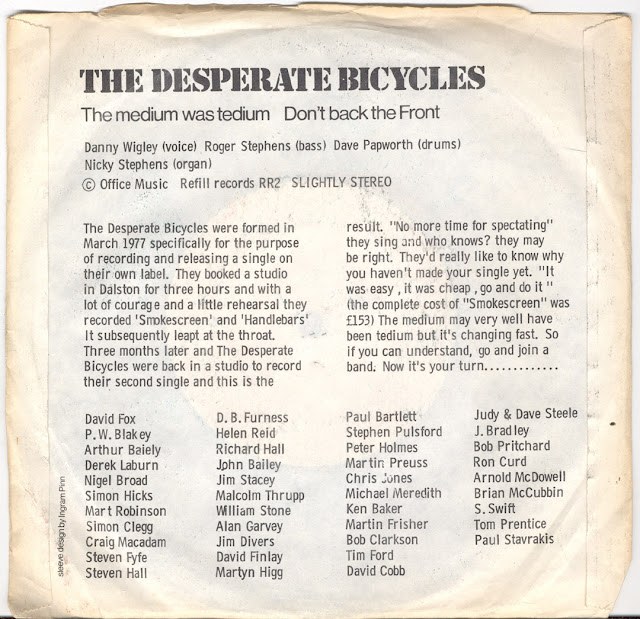 THE DESPERATE BICYCLES
The medium was tedium Don't back the Front
Danny Wigley (voice) Roger Stephens (bass) Dave Papworth (drums)
Nicky Stephens (organ)
© Office Music Refill records RR2 SLIGHTLY STEREO
The Desperate Bicycles were formed in
March 1977 specifically for the purpose
of recording and releasing a single on
their own label. They booked a studio
in Dalston for three hours and with a
lot of courage and a little rehearsal they
recorded 'Smokescreen' and 'Handlebars'
It subsequently leapt at the throat.
Three months later and The Desperate
Bicycles were back in a studio to record
their second single and this is the
result. "No more time for spectating"
they sing and who knows? they may
be right. They'd really like to know why
you haven't made your single yet. "It
was easy, it was cheap, go and do it"
(the complete cost of "Smokescreen" was
£153) The medium may very well have
been tedium but it's changing fast. So
if you can understand, go and join a
band. Now it's your turn.............
David Fox
P.W. Blakey
Arthur Baiely
Derek Laburn
Nigel Broad
Simon Hicks
Mart Robinson
Simon Clegg
Craig Macadam
Steven Fyfe
Steven Hall
D.B. Furness
Helen Reid
Richard Hall
John Bailey
Jim Stacey
Malcolm Thrupp
William Stone
Alan Garvey
Jim Divers
David Finlay
Martyn Higg
Paul Bartlett
Stephen Pulsford
Peter Holmes
Martin Preuss
Chris Jones
Michael Meredith
Ken Baker
Martin Frisher
Bob Clarkson
Tim Ford
David Cobb
Judy & Dave Steele
J. Bradley
Bob Pritchard
Ron Curd
Arnold McDowell
Brian McCubbin
S. Swift
Tom Prentice
Paul Stavrakis
sleeve design by Ingram Pinn